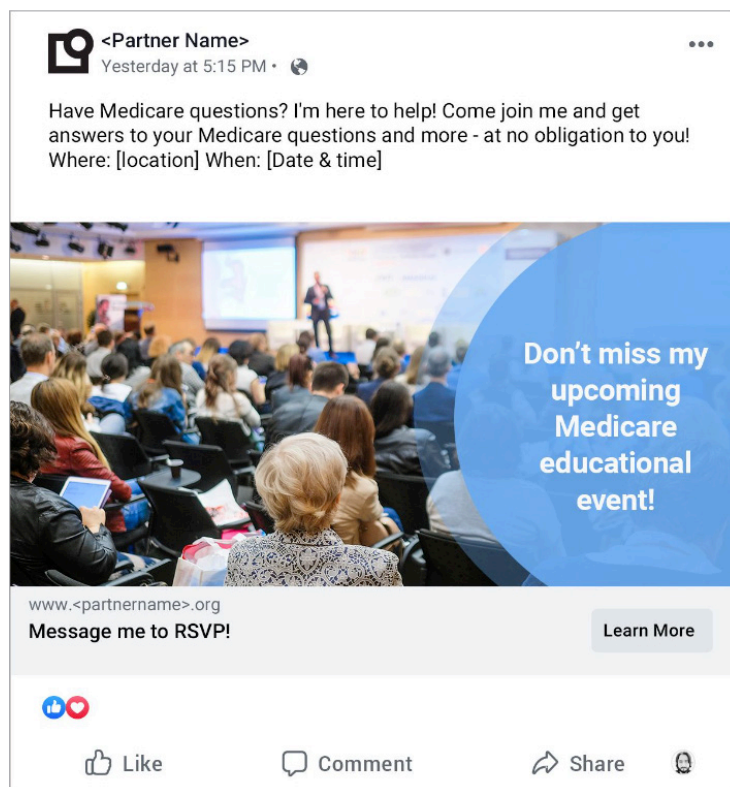 <Partner Name>
Yesterday at 5:15 PM •
Have Medicare questions? I'm here to help! Come join me and get
answers to your Medicare questions and more - at no obligation to you!
Where: [location] When: [Date & time]
Don't miss my
upcoming
Medicare
educational
event!
www.<partnername>.org
Message me to RSVP!
Learn More
Like
Comment
Share